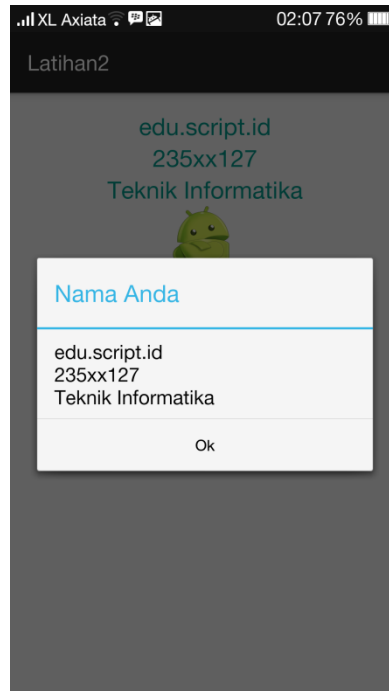 XL Axiata 02:07 76%
Latihan2
edu.script.id
235xx127
Teknik Informatika
Nama Anda
edu.script.id
235xx127
Teknik Informatika
Ok